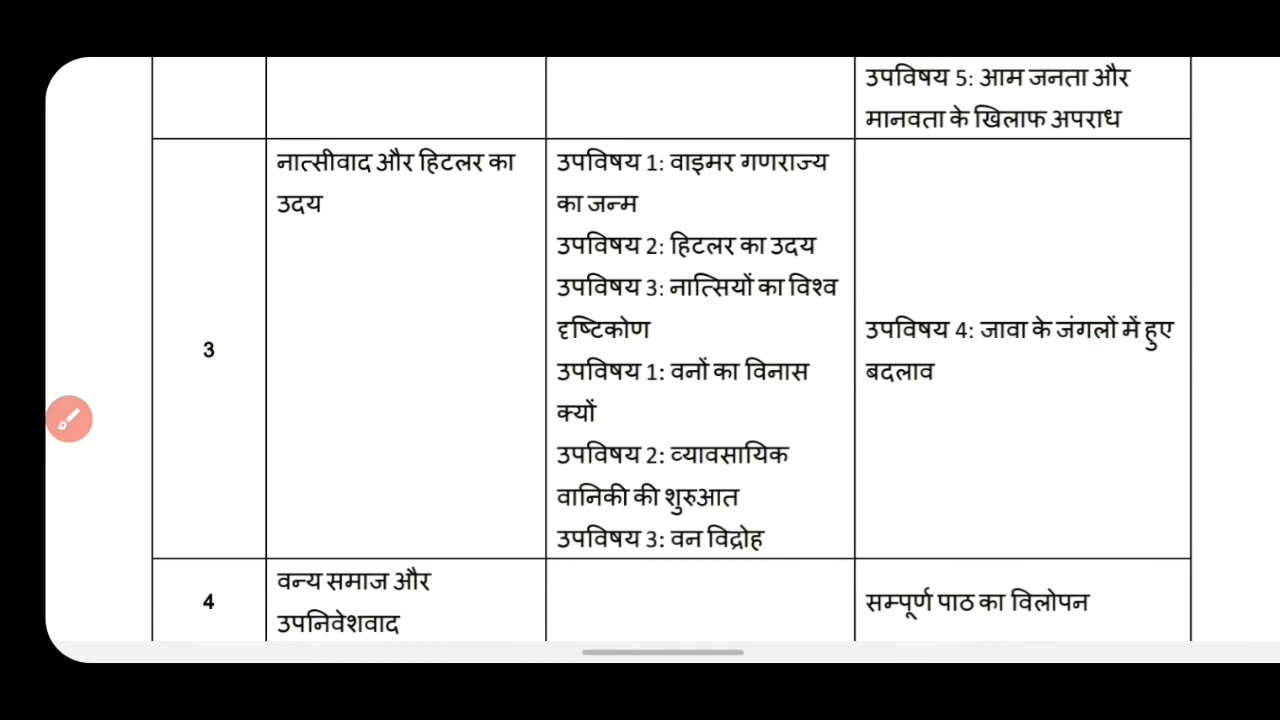 उपविषय 5: आम जनता और
मानवता के खिलाफ अपराध
नात्सीवाद और हिटलर का
उदय
3
उपविषय 1: वाइमर गणराज्य
का जन्म
उपविषय 2: हिटलर का उदय
उपविषय 3: नात्सियों का विश्व
दृष्टिकोण
उपविषय 1: वनों का विनास
क्यों
उपविषय 2: व्यावसायिक
वानिकी की शुरुआत
उपविषय 3: वन विद्रोह
उपविषय 4: जावा के जंगलों में हुए
बदलाव
4
वन्य समाज और
उपनिवेशवाद
सम्पूर्ण पाठ का विलोपन